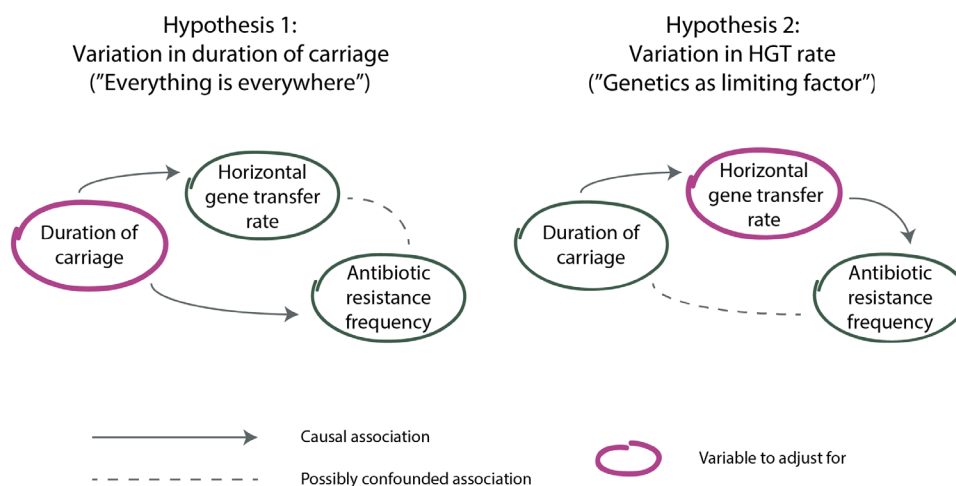 Hypothesis 1:
Variation in duration of carriage
("Everything is everywhere")
Horizontal
gene transfer
rate
Duration of
carriage
Antibiotic
resistance
frequency
Hypothesis 2:
Variation in HGT rate
("Genetics as limiting factor")
Horizontal
gene transfer
rate
Duration of
carriage
Antibiotic
resistance
frequency
Causal association
Possibly confounded association
Variable to adjust for